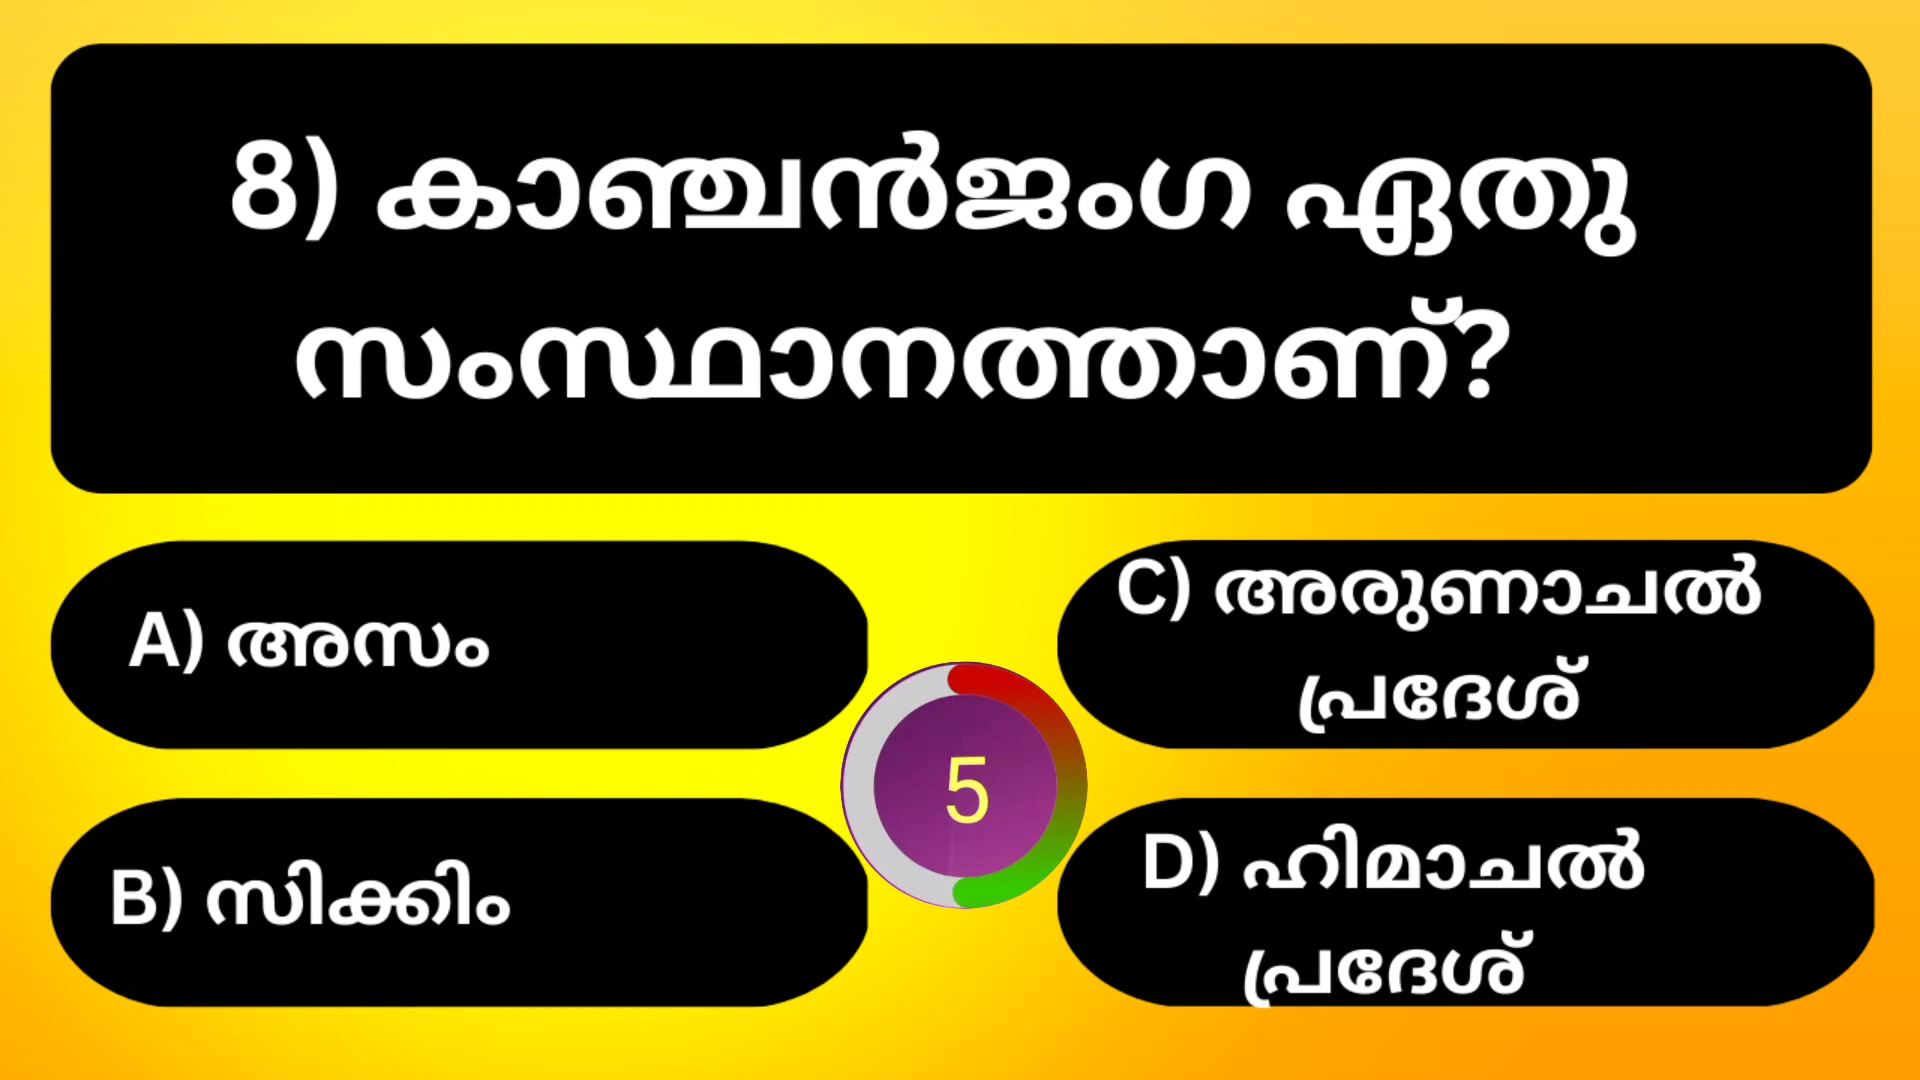 8) കാഞ്ചൻജംഗ ഏതു
സംസ്ഥാനത്താണ്?
A) അസം
B) സിക്കിം
C) അരുണാചൽ
പ്രദേശ്
D) ഹിമാചൽ
പ്രദേശ്
5